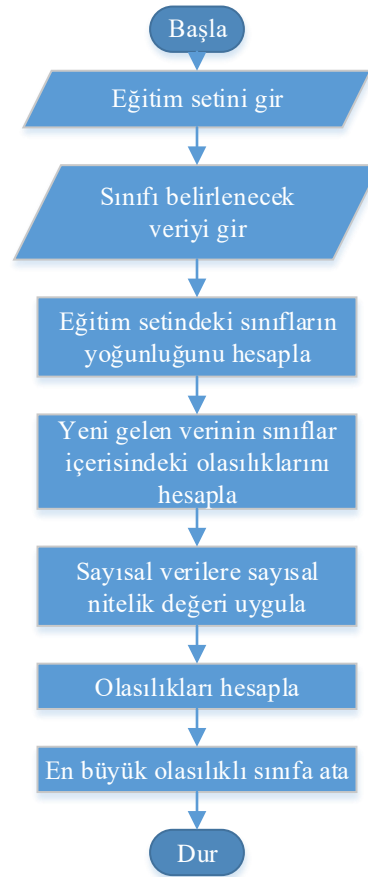 Başla
Eğitim setini gir
Sınıfı belirlenecek
veriyi gir
Eğitim setindeki sınıfların
yoğunluğunu hesapla
Yeni gelen verinin sınıflar
içerisindeki olasılıklarını
hesapla
Sayısal verilere sayısal
nitelik değeri uygula
Olasılıkları hesapla
En büyük olasılıklı sınıfa ata
Dur